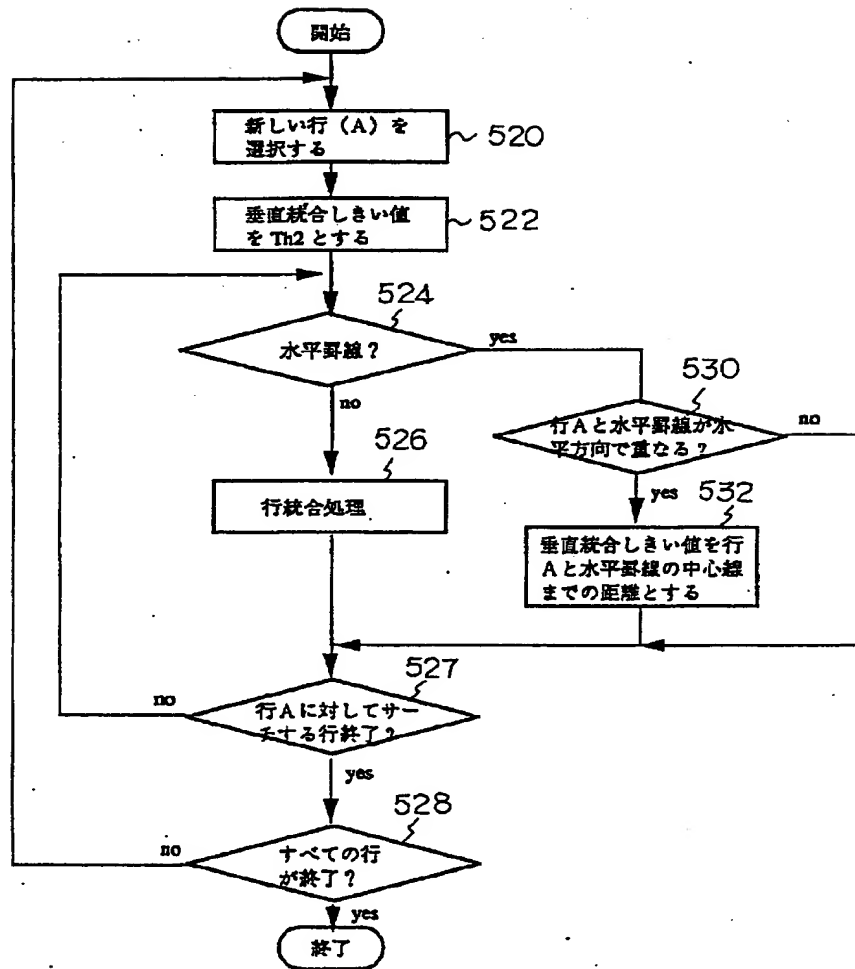 開始
新しい行（A）を
選択する
520
垂直統合しきい値
を Th2 とする
522
524
水平罫線？
yes
no
530
行Aと水平罫線が水
平方向で重なる？
no
yes
526
行統合処理
532
垂直統合しきい値を行
Aと水平罫線の中心線
までの距離とする
527
行Aに対してサー
チする行終了？
no
yes
528
すべての行
が終了？
no
yes
終了